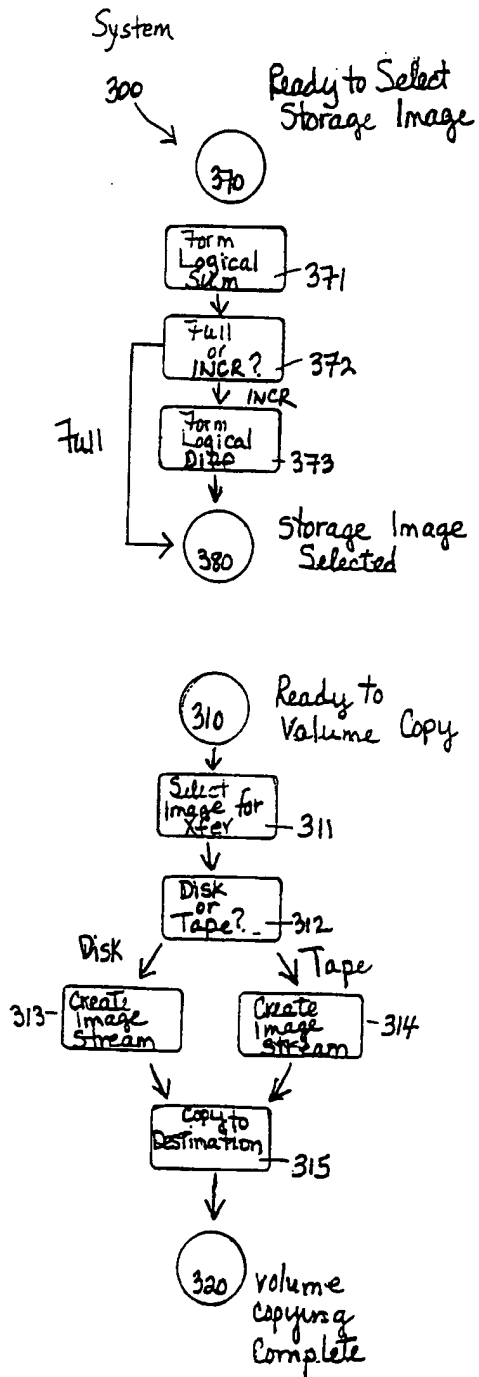 System
300
Ready to Select
Storage Image
370
Form
Logical
Sum
371
Full
or
INCR?
372
INCR
Full
Form
Logical
Diff
373
380
Storage Image
Selected
310
Ready to
Volume Copy
Select
Image for
Xfer
311
Disk
or
Tape?
312
Disk
Tape
313
Create
Image
Stream
Create
Image
Stream
314
Copy to
Destination
315
320
Volume
Copying
Complete